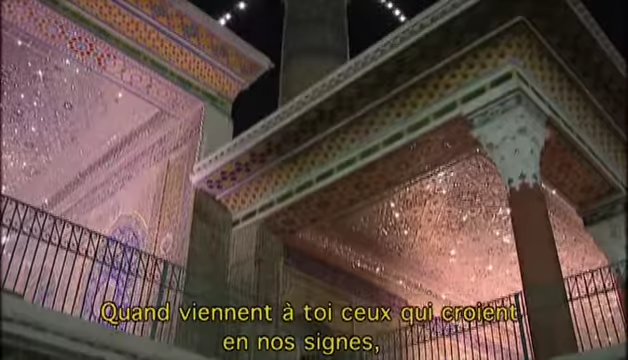 Quand viennent à toi ceux qui croient
en nos signes,